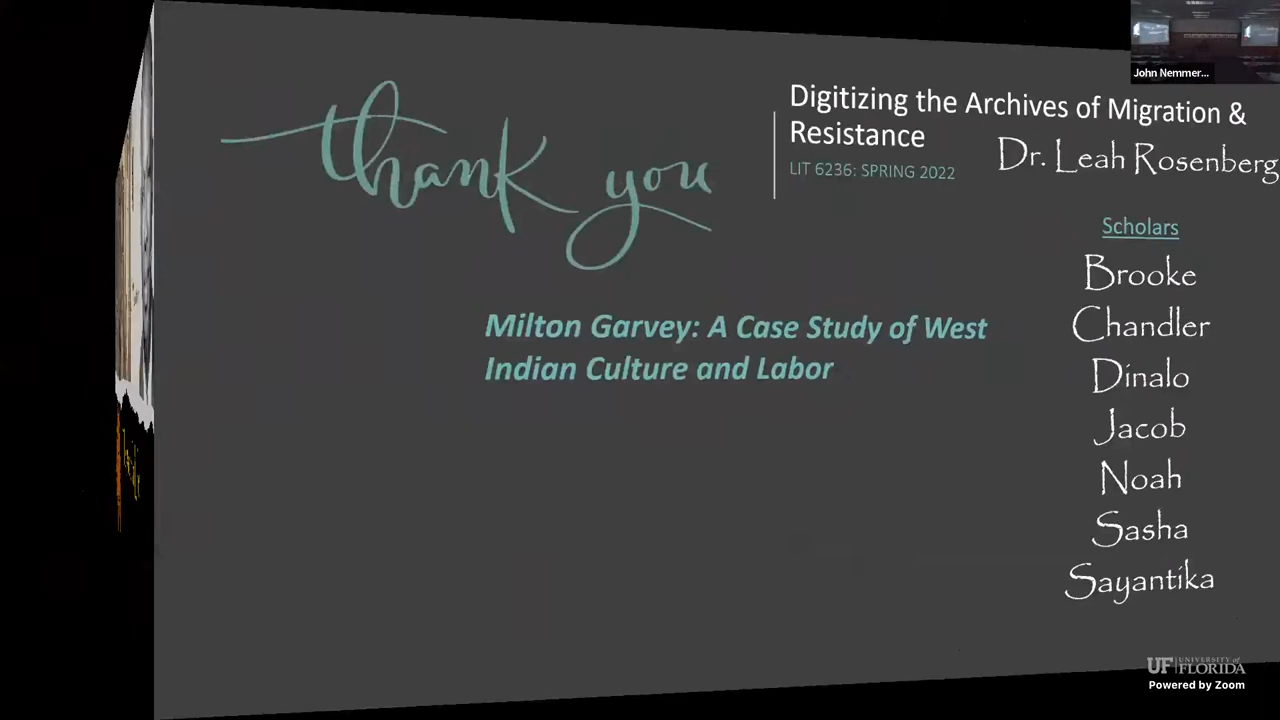 John Nemmer...
thank you
Digitizing the Archives of Migration &
Resistance
LIT 6236: SPRING 2022
Dr. Leah Rosenberg
Milton Garvey: A Case Study of West
Indian Culture and Labor
Scholars
Brooke
Chandler
Dinalo
Jacob
Noah
Sasha
Sayantika
UF UNIVERSITY of
FLORIDA
Powered by Zoom